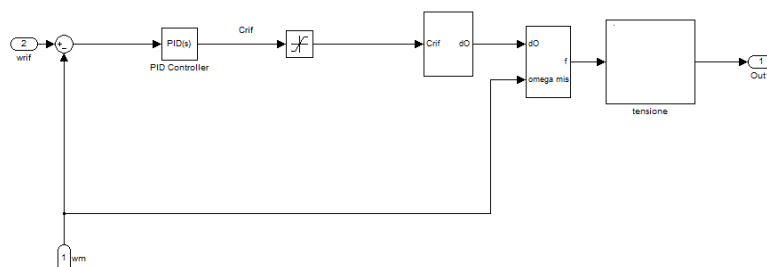 2
wrif
+
−
PID(s)
PID Controller
Crif
Crif
dO
dO
omega mis
f
tensione
1
Out
1
wm